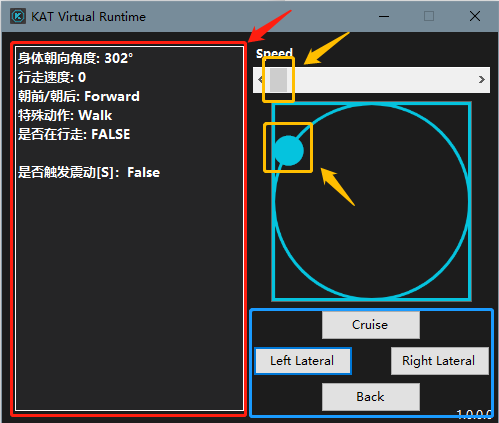 KAT Virtual Runtime
身体朝向角度: 302°
行走速度: 0
朝前/朝后: Forward
特殊动作: Walk
是否在行走: FALSE
是否触发震动[S]：False
Speed
Cruise
Left Lateral
Right Lateral
Back
1.0.0.0